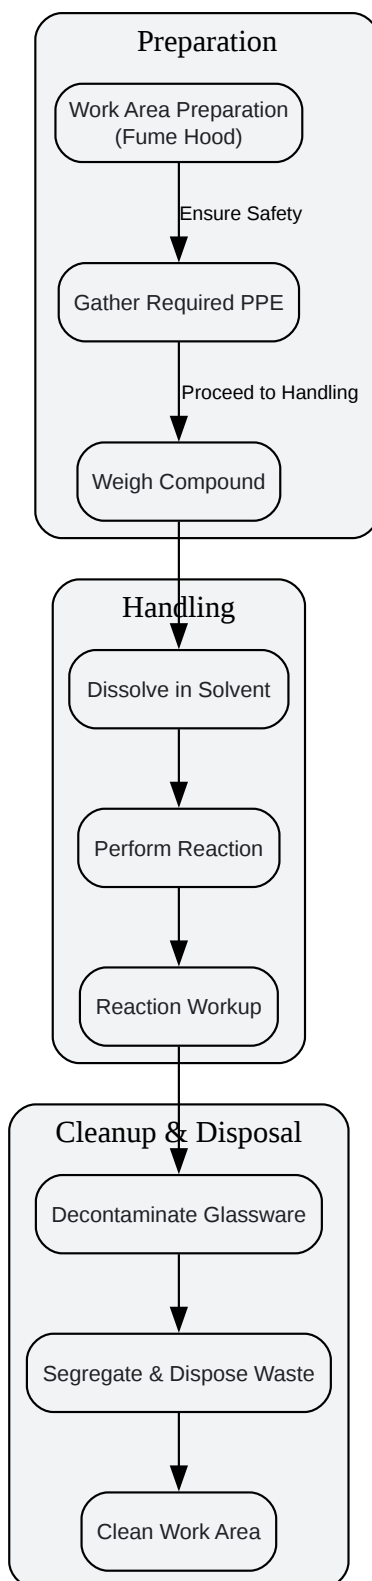 Preparation
Work Area Preparation
(Fume Hood)
Ensure Safety
Gather Required PPE
Proceed to Handling
Weigh Compound
Handling
Dissolve in Solvent
Perform Reaction
Reaction Workup
Cleanup & Disposal
Decontaminate Glassware
Segregate & Dispose Waste
Clean Work Area